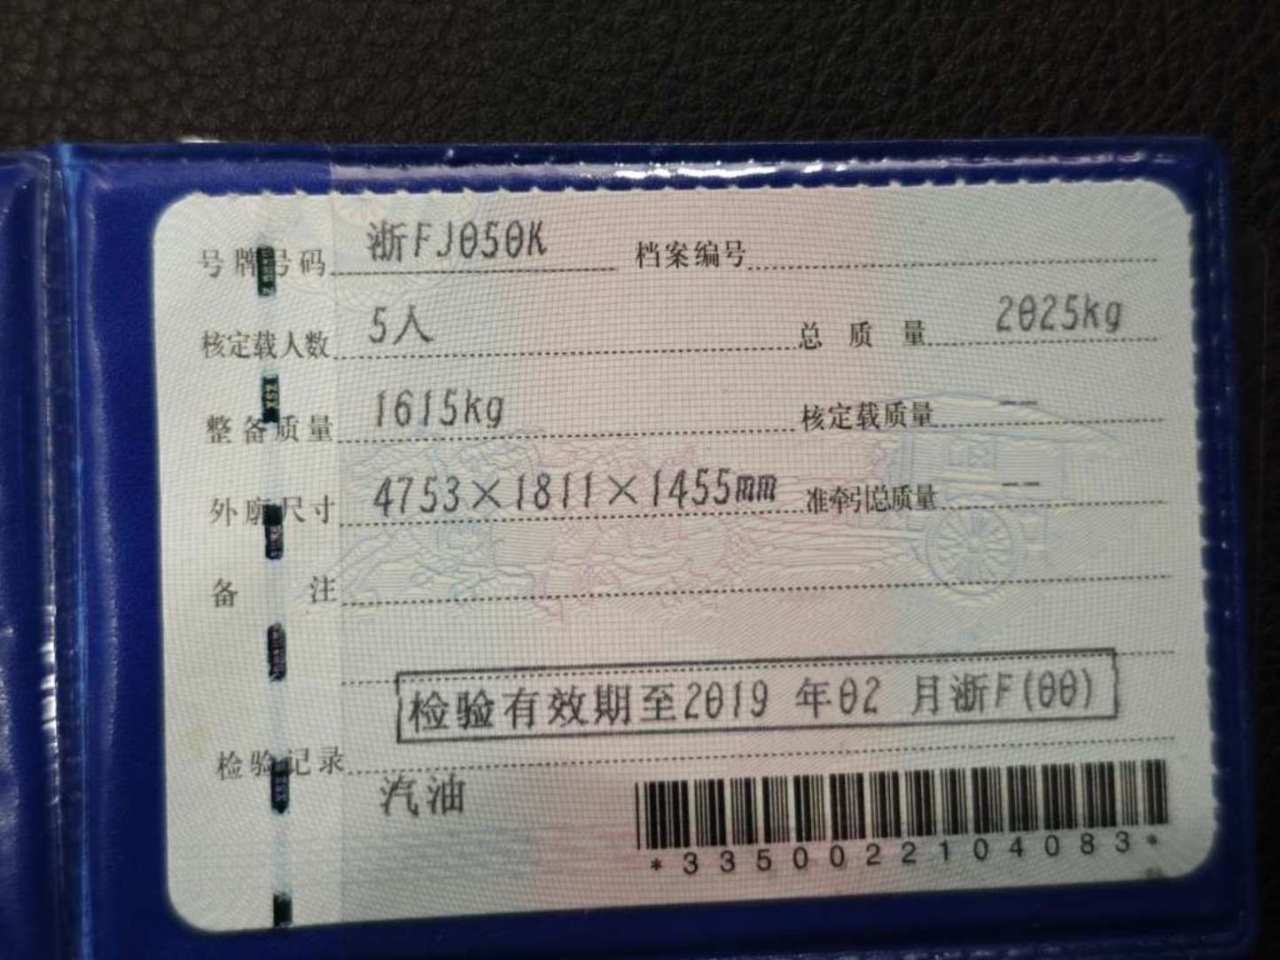 号牌号码 浙FJ050K 档案编号
核定载人数 5人 总质量 2025kg
整备质量 1615kg 核定载质量 --
外廓尺寸 4753×1811×1455mm 准牵引总质量 --
备注
检验有效期至2019 年02 月浙F(00)
检验记录
汽油
*3350022104083*